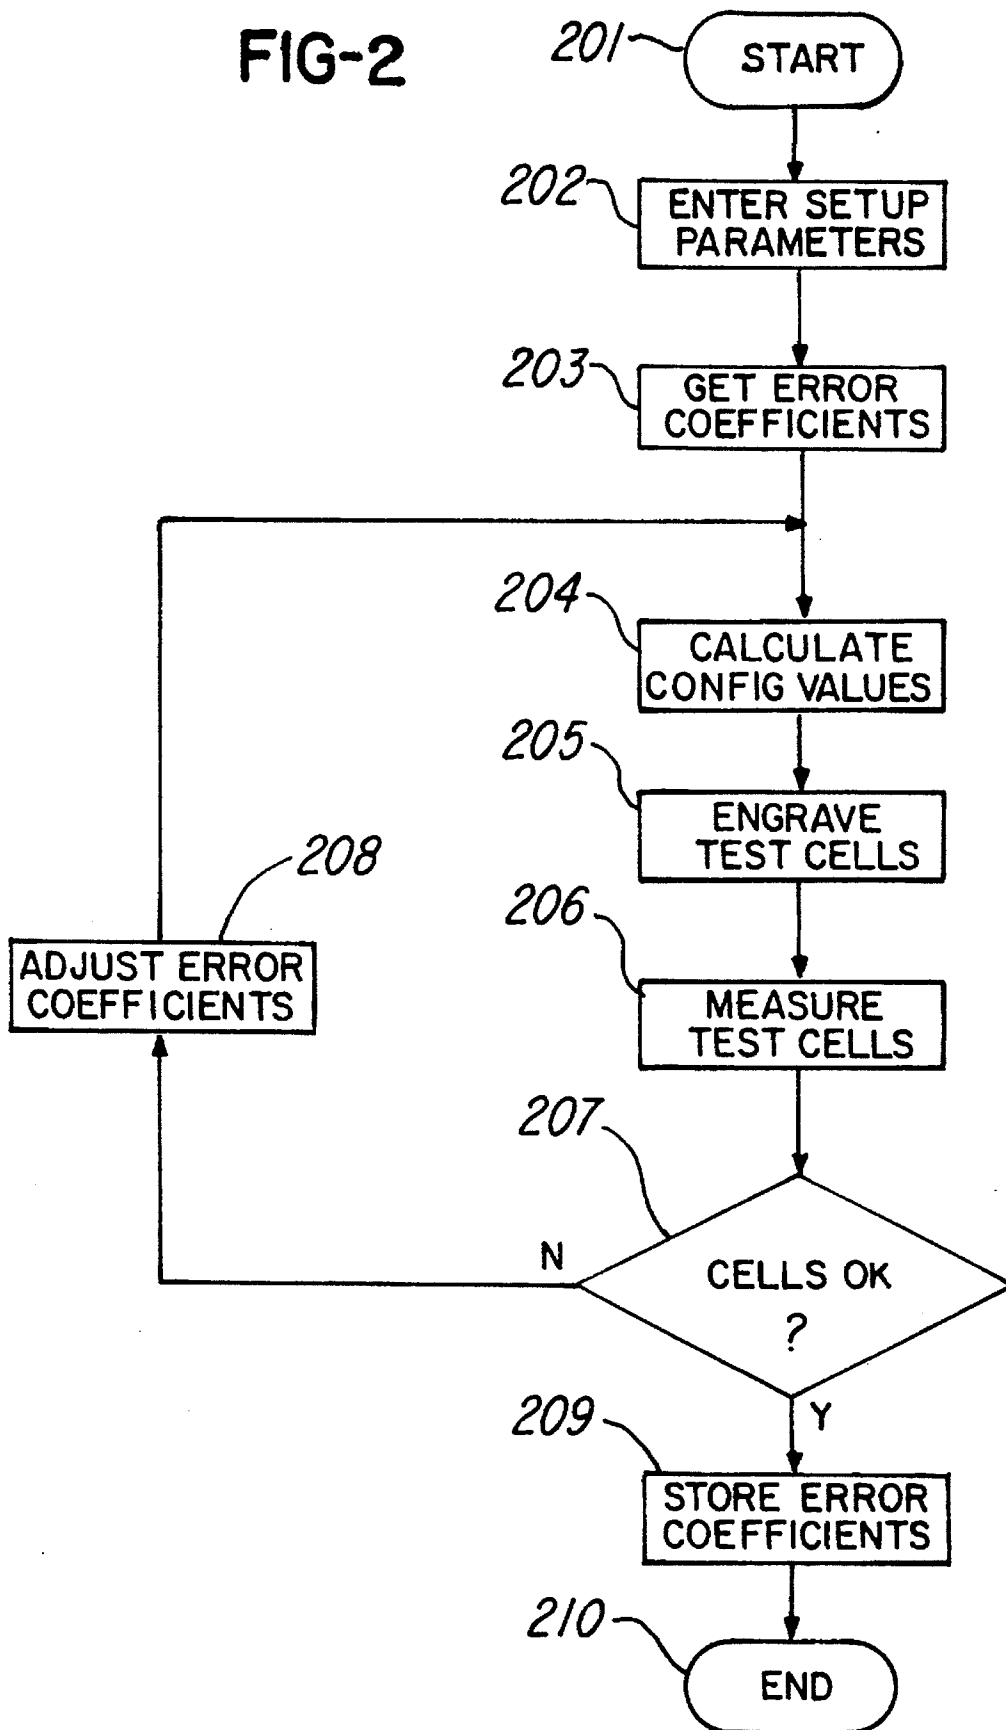 FIG-2
201
START
202
ENTER SETUP
PARAMETERS
203
GET ERROR
COEFFICIENTS
204
CALCULATE
CONFIG VALUES
205
ENGRAVE
TEST CELLS
206
MEASURE
TEST CELLS
207
CELLS OK
?
N
208
ADJUST ERROR
COEFFICIENTS
Y
209
STORE ERROR
COEFFICIENTS
210
END